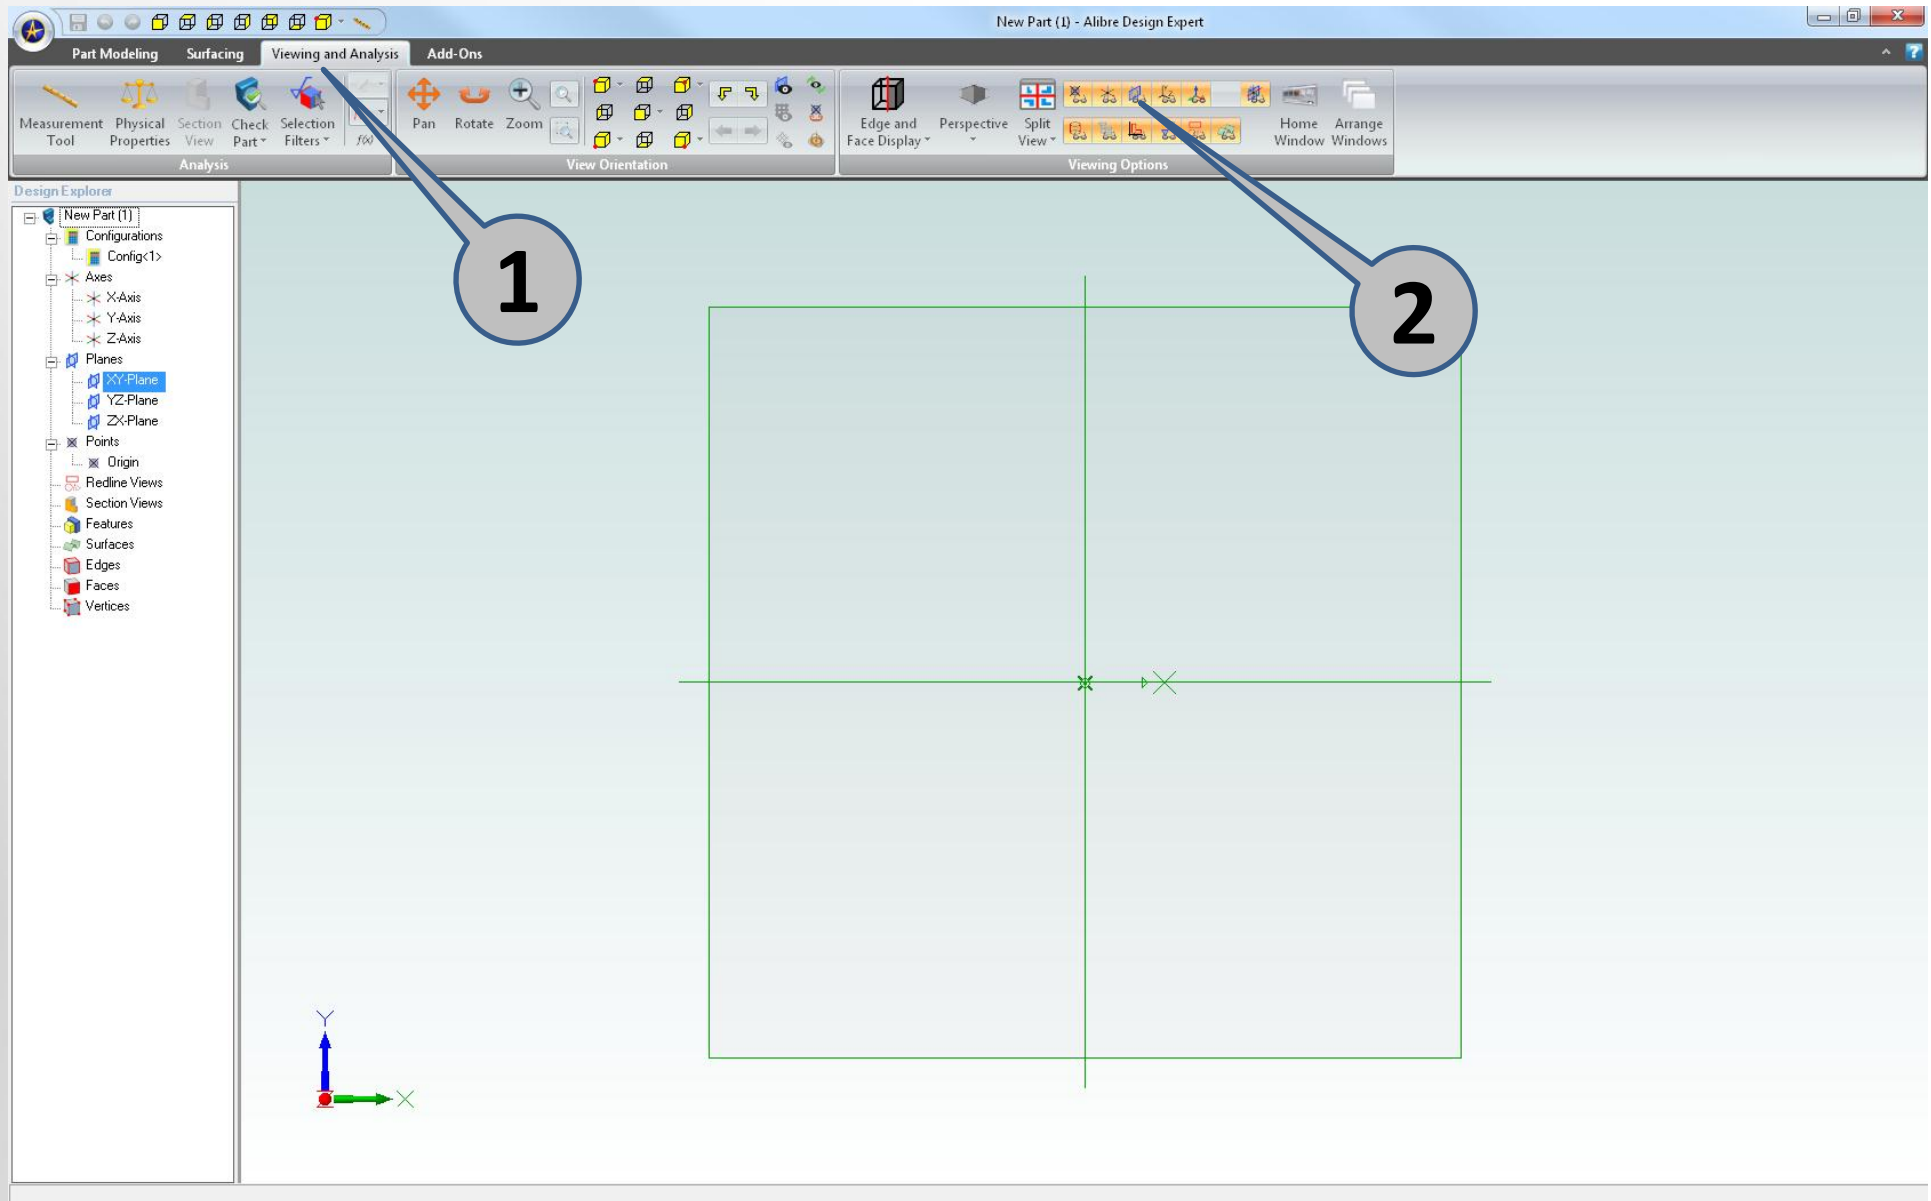 New Part (1) - Alibre Design Expert
Part Modeling Surfacing Viewing and Analysis Add-Ons
Measurement Tool
Physical Properties
Section View
Check Part
Selection Filters
f(x)
Analysis
Pan
Rotate
Zoom
View Orientation
Edge and Face Display
Perspective
Split View
Home Window
Arrange Windows
Viewing Options
Design Explorer
New Part (1)
Configurations
Config<1>
Axes
X-Axis
Y-Axis
Z-Axis
Planes
XY-Plane
YZ-Plane
ZX-Plane
Points
Origin
Redline Views
Section Views
Features
Surfaces
Edges
Faces
Vertices
1
2
X
Y
X